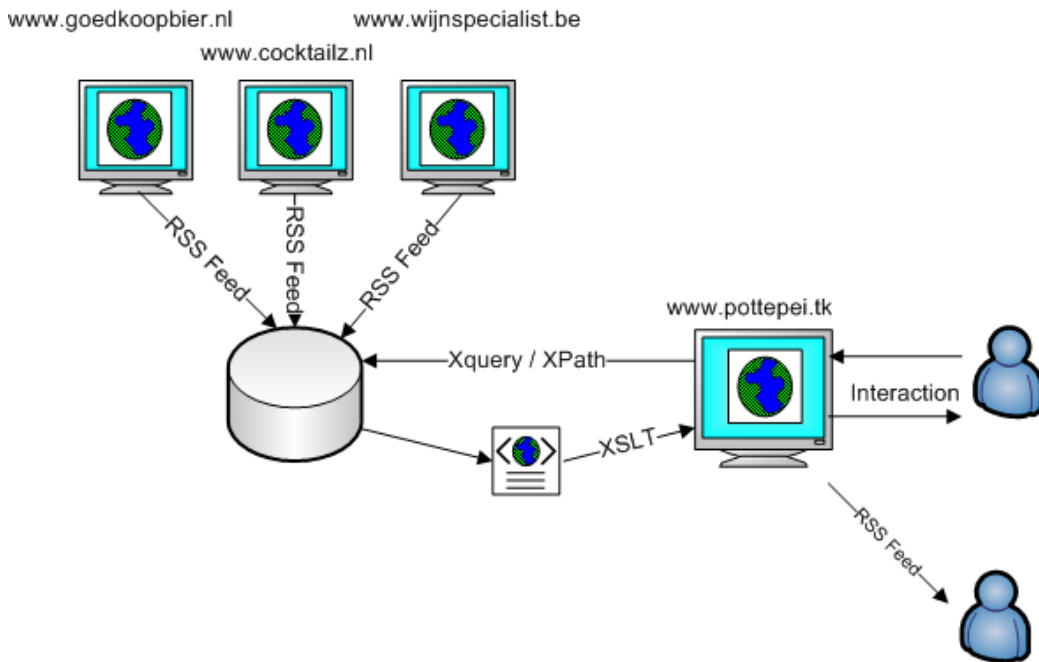 www.goedkoopbier.nl
www.wijnspecialist.be
www.cocktailz.nl
RSS Feed
RSS Feed
RSS Feed
www.pottepei.tk
Xquery / XPath
Interaction
XSLT
RSS Feed